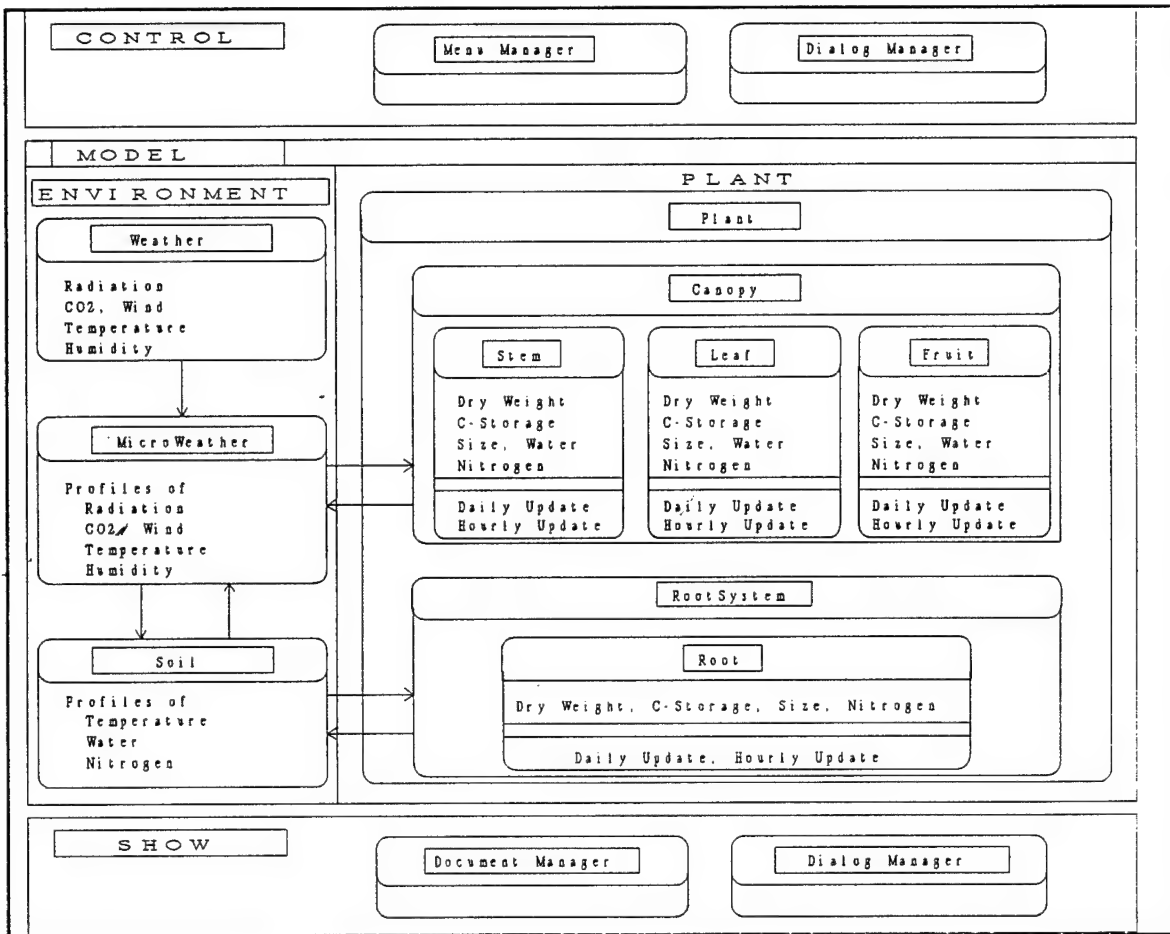 CONTROL
Menu Manager
Dialog Manager
MODEL
ENVIRONMENT
Weather
Radiation
CO2, Wind
Temperature
Humidity
MicroWeather
Profiles of
Radiation
CO2, Wind
Temperature
Humidity
Soil
Profiles of
Temperature
Water
Nitrogen
PLANT
Plant
Canopy
Stem
Dry Weight
C-Storage
Size, Water
Nitrogen
Daily Update
Hourly Update
Leaf
Dry Weight
C-Storage
Size, Water
Nitrogen
Daily Update
Hourly Update
Fruit
Dry Weight
C-Storage
Size, Water
Nitrogen
Daily Update
Hourly Update
RootSystem
Root
Dry Weight, C-Storage, Size, Nitrogen
Daily Update, Hourly Update
SHOW
Document Manager
Dialog Manager